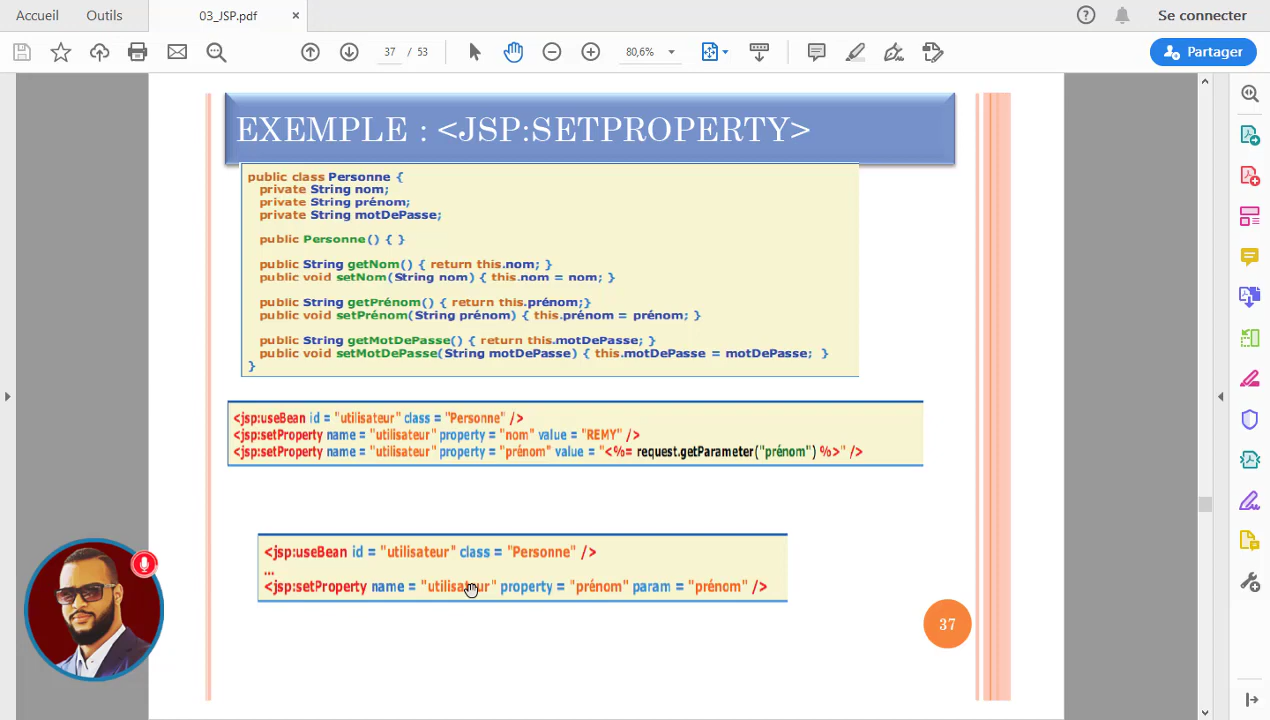 Accueil Outils 03_JSP.pdf × Se connecter
37 / 53 80,6% Partager
EXEMPLE : <JSP:SETPROPERTY>
public class Personne {
private String nom;
private String prénom;
private String motDePasse;
public Personne() { }
public String getNom() { return this.nom; }
public void setNom(String nom) { this.nom = nom; }
public String getPrénom() { return this.prénom;}
public void setPrénom(String prénom) { this.prénom = prénom; }
public String getMotDePasse() { return this.motDePasse; }
public void setMotDePasse(String motDePasse) { this.motDePasse = motDePasse; }
}
<jsp:useBean id = "utilisateur" class = "Personne" />
<jsp:setProperty name = "utilisateur" property = "nom" value = "REMY" />
<jsp:setProperty name = "utilisateur" property = "prénom" value = "<%= request.getParameter("prénom") %>" />
<jsp:useBean id = "utilisateur" class = "Personne" />
...
<jsp:setProperty name = "utilisateur" property = "prénom" param = "prénom" />
37